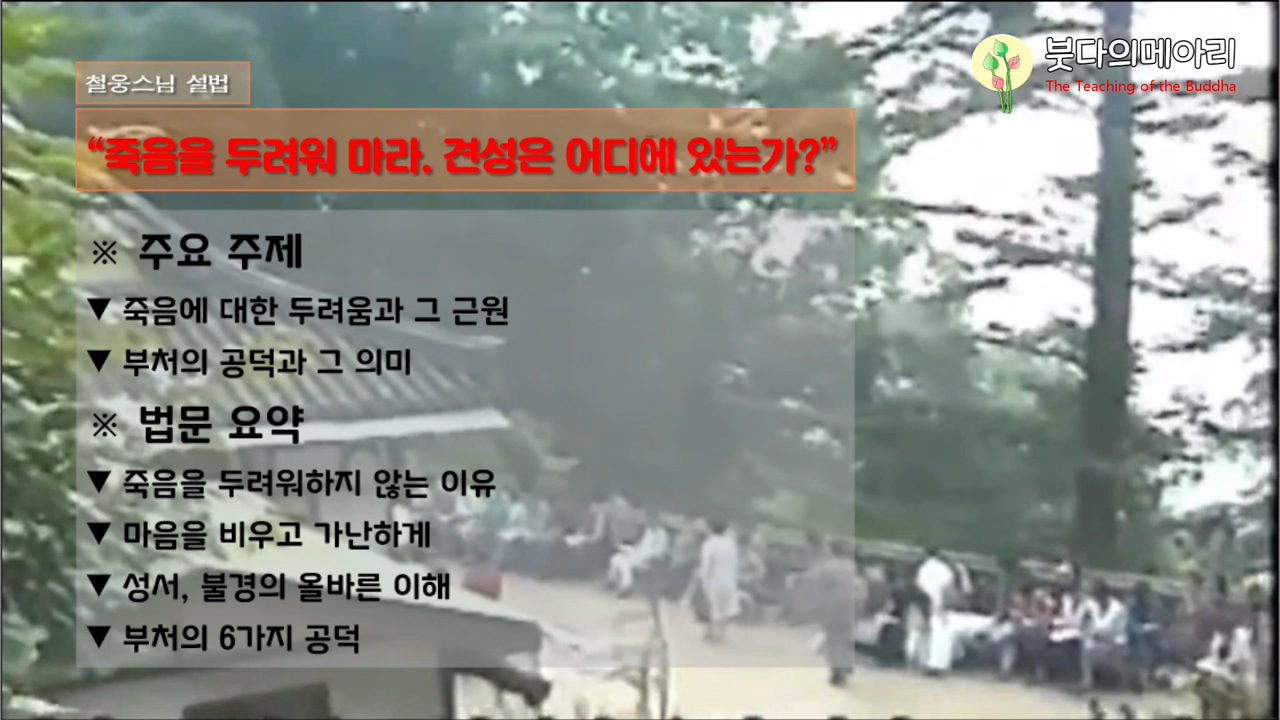 철웅스님 설법
붓다의메아리
The Teaching of the Buddha
“죽음을 두려워 마라. 견성은 어디에 있는가?”
※ 주요 주제
▼ 죽음에 대한 두려움과 그 근원
▼ 부처의 공덕과 그 의미
※ 법문 요약
▼ 죽음을 두려워하지 않는 이유
▼ 마음을 비우고 가난하게
▼ 성서, 불경의 올바른 이해
▼ 부처의 6가지 공덕